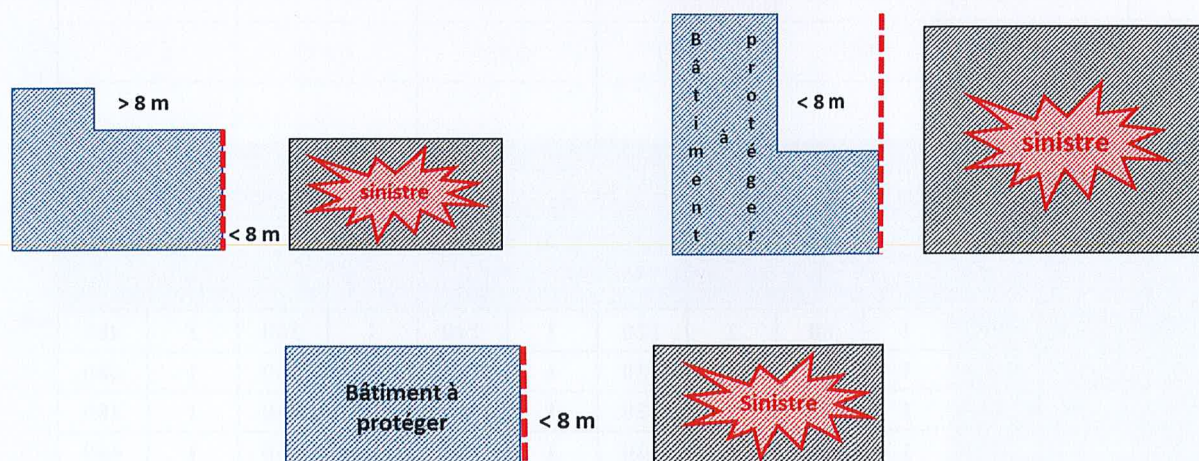 > 8 m
< 8 m
sinistre
Bâtiment
à
protéger
< 8 m
sinistre
Bâtiment à
protéger
< 8 m
Sinistre